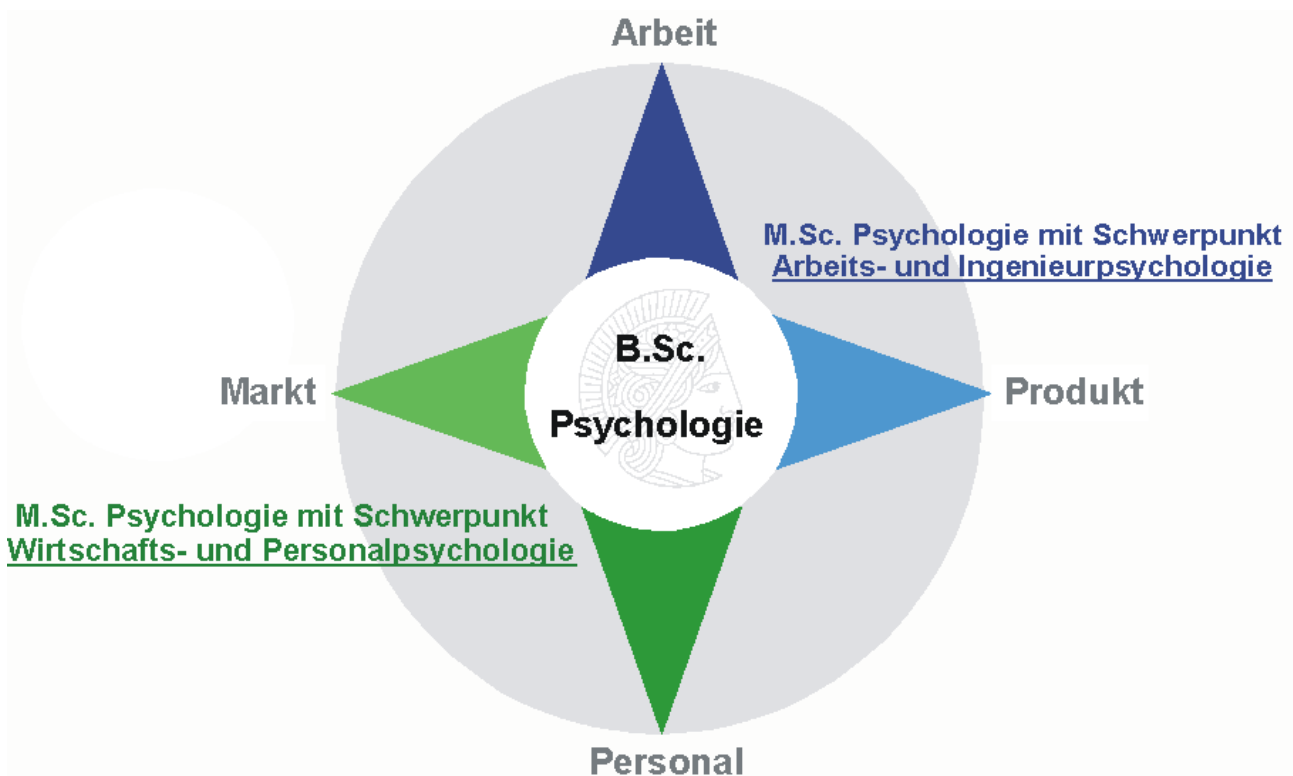 Arbeit
M.Sc. Psychologie mit Schwerpunkt
Arbeits- und Ingenieurpsychologie
B.Sc.
Psychologie
Markt
Produkt
M.Sc. Psychologie mit Schwerpunkt
Wirtschafts- und Personalpsychologie
Personal